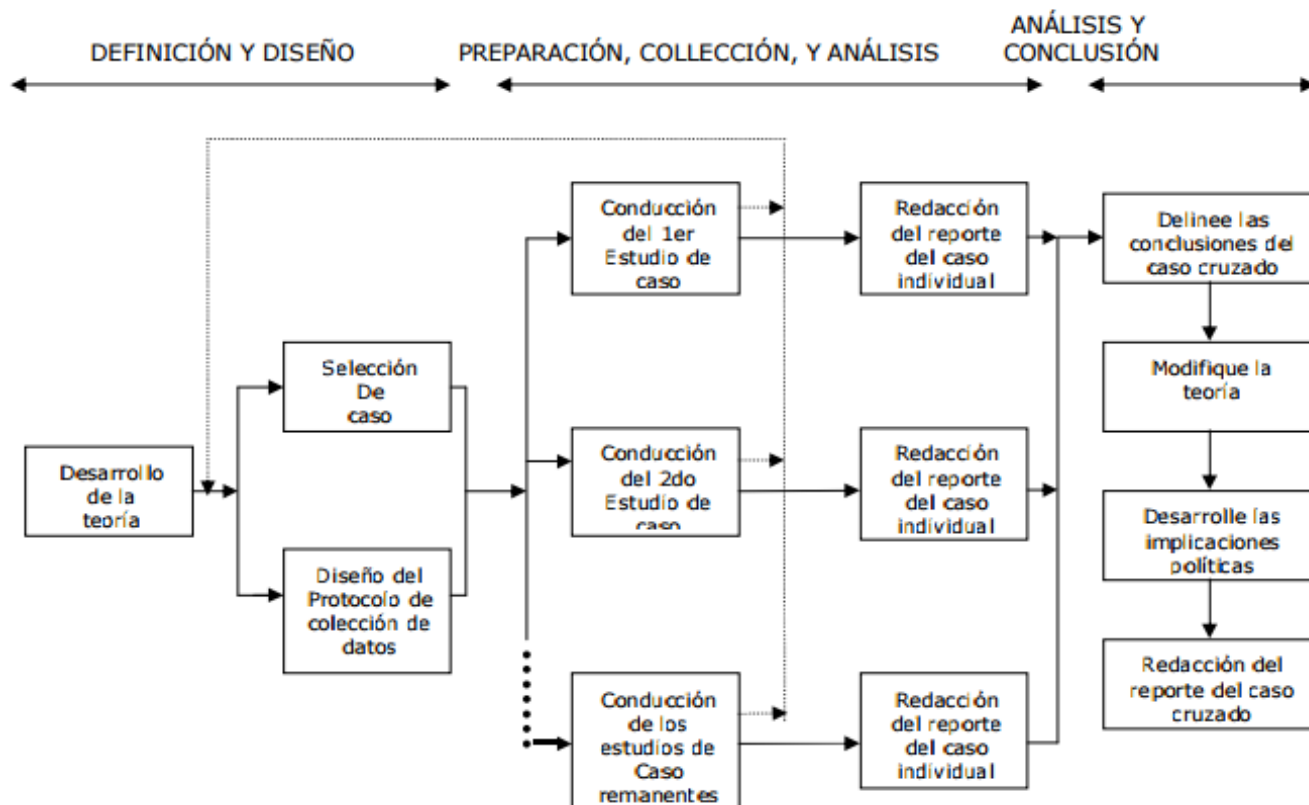 DEFINICIÓN Y DISEÑO
PREPARACIÓN, COLLECCIÓN, Y ANÁLISIS
ANÁLISIS Y
CONCLUSIÓN
Desarrollo
de la
teoría
Selección
De
caso
Diseño del
Protocolo de
colección de
datos
Conducción
del 1er
Estudio de
caso
Redacción
del reporte
del caso
individual
Conducción
del 2do
Estudio de
caso
Redacción
del reporte
del caso
individual
Conducción
de los
estudios de
Caso
remanentes
Redacción
del reporte
del caso
individual
Delinee las
conclusiones del
caso cruzado
Modifique la
teoría
Desarrolle las
implicaciones
políticas
Redacción del
reporte del caso
cruzado